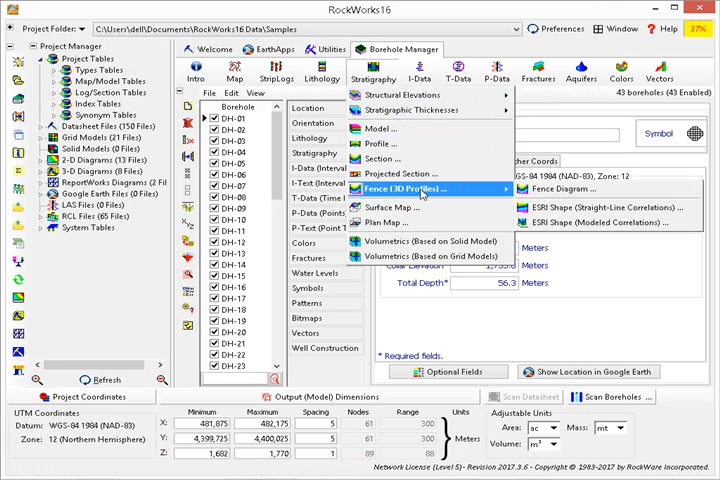 RockWorks16
Project Folder: C:\Users\dell\Documents\RockWorks16 Data\Samples Preferences Window Help 27%
Project Manager
Project Tables
Types Tables
Map/Model Tables
Log/Section Tables
Index Tables
Synonym Tables
Datasheet Files (150 Files)
Grid Models (21 Files)
Solid Models (0 Files)
2-D Diagrams (13 Files)
3-D Diagrams (8 Files)
ReportWorks Diagrams (2 Fil
LAS Files (0 Files)
RCL Files (65 Files)
System Tables
Refresh
Welcome EarthApps Utilities Borehole Manager
Intro Map StripLogs Lithology Stratigraphy I-Data T-Data P-Data Fractures Aquifers Colors Vectors
File Edit View
43 boreholes (43 Enabled)
Borehole
DH-01
DH-02
DH-03
DH-04
DH-05
DH-06
DH-07
DH-08
DH-09
DH-10
DH-11
DH-12
DH-13
DH-14
DH-15
DH-16
DH-17
DH-18
DH-19
DH-20
DH-21
DH-22
DH-23
Location
Orientation
Lithology
Stratigraphy
I-Data (Interval
I-Text (Interval
T-Data (Time I
P-Data (Point
P-Text (Point T
Colors
Fractures
Water Levels
Symbols
Patterns
Bitmaps
Vectors
Well Construction
Structural Elevations
Stratigraphic Thicknesses
Model ...
Profile ...
Section ...
Projected Section ...
Fence (3D Profiles) ...
Surface Map ...
Plan Map ...
Volumetrics (Based on Solid Model)
Volumetrics (Based on Grid Models)
Fence Diagram ...
ESRI Shape (Straight-Line Correlations) ...
ESRI Shape (Modeled Correlations) ...
Symbol
her Coords
WGS-84 1984 (NAD-83), Zone: 12
Meters
Collar Elevation* 1,755.8 Meters
Total Depth* 56.3 Meters
* Required fields.
Optional Fields Show Location in Google Earth
Project Coordinates Output (Model) Dimensions Scan Datasheet Scan Boreholes ...
UTM Coordinates
Datum: WGS-84 1984 (NAD-83)
Zone: 12 (Northern Hemisphere)
Minimum Maximum Spacing Nodes Range Units
X: 481,875 482,175 5 61 300
Y: 4,399,725 4,400,025 5 61 300 Meters
Z: 1,682 1,770 1 89 88
Adjustable Units
Area: ac Mass: mt
Volume: m³
Network License (Level 5)- Revision 2017.3.6 - Copyright © 1983-2017 by RockWare Incorporated.